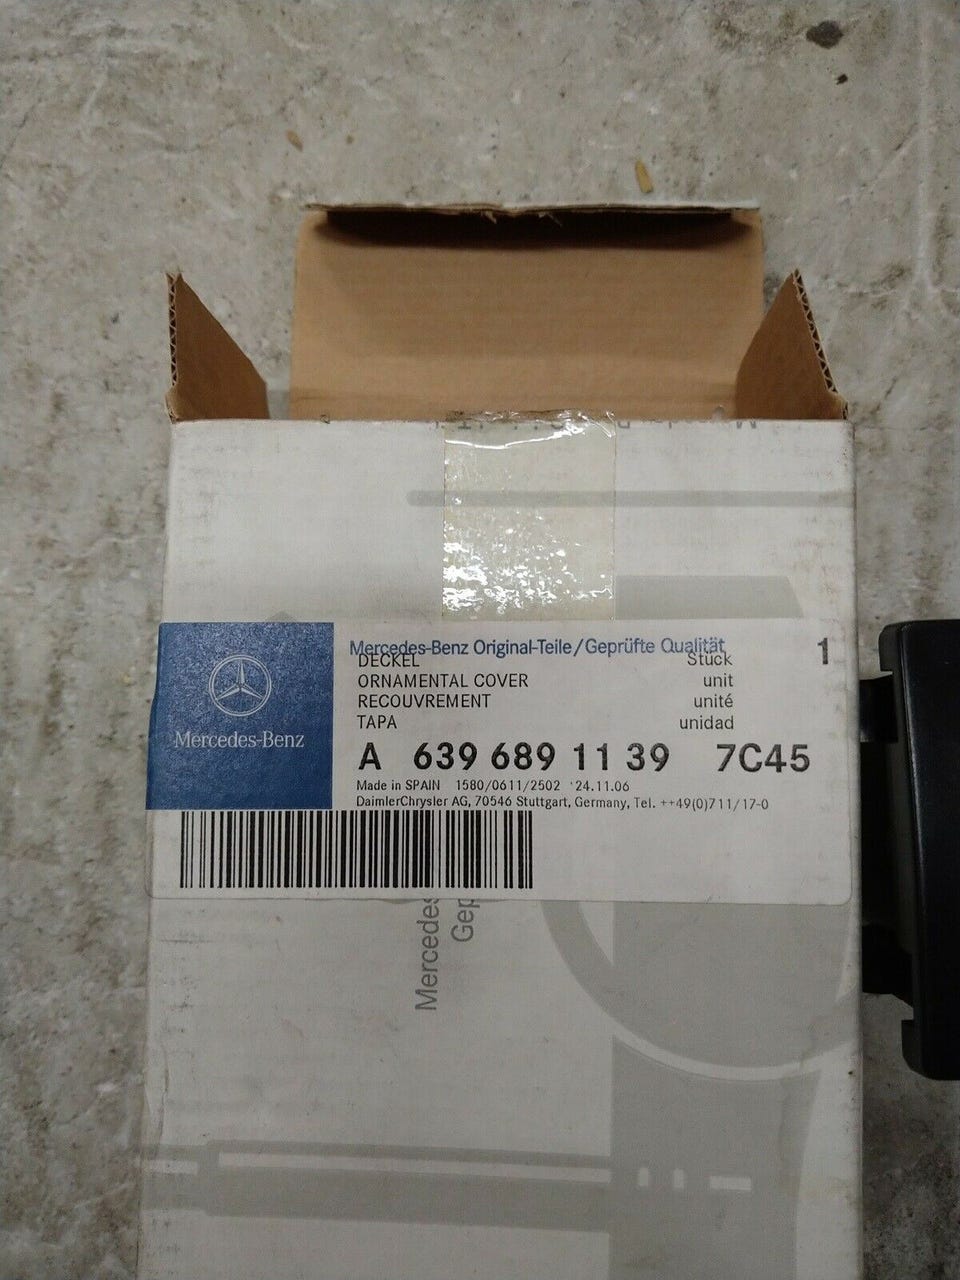 Mercedes-Benz Original-Teile/Geprüfte Qualität
DECKEL Stück 1
ORNAMENTAL COVER unit
RECOUVREMENT unité
TAPA unidad
Mercedes-Benz
A 639 689 11 39 7C45
Made in SPAIN 1580/0611/2502 24.11.06
DaimlerChrysler AG, 70546 Stuttgart, Germany, Tel. ++49(0)711/17-0
Mercedes
Gep